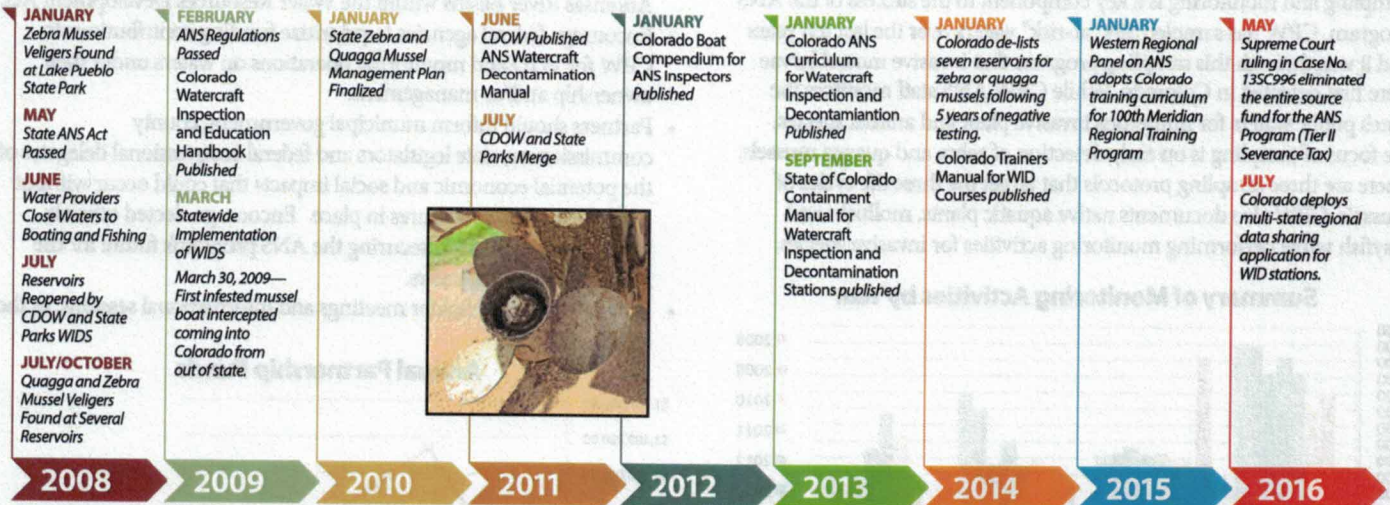 JANUARY
Zebra Mussel
Veligers Found
at Lake Pueblo
State Park
MAY
State ANS Act
Passed
JUNE
Water Providers
Close Waters to
Boating and Fishing
JULY
Reservoirs
Reopened by
CDOW and State
Parks WIDS
JULY/OCTOBER
Quagga and Zebra
Mussel Veligers
Found at Several
Reservoirs
2008
FEBRUARY
ANS Regulations
Passed
Colorado
Watercraft
Inspection
and Education
Handbook
Published
MARCH
Statewide
Implementation
of WIDS
March 30, 2009—
First infested mussel
boat intercepted
coming into
Colorado from
out of state.
2009
JANUARY
State Zebra and
Quagga Mussel
Management Plan
Finalized
2010
JUNE
CDOW Published
ANS Watercraft
Decontamination
Manual
JULY
CDOW and State
Parks Merge
2011
JANUARY
Colorado Boat
Compendium for
ANS Inspectors
Published
2012
JANUARY
Colorado ANS
Curriculum
for Watercraft
Inspection and
Decontamiantion
Published
SEPTEMBER
State of Colorado
Containment
Manual for
Watercraft
Inspection and
Decontamination
Stations published
2013
JANUARY
Colorado de-lists
seven reservoirs for
zebra or quagga
mussels following
5 years of negative
testing.
Colorado Trainers
Manual for WID
Courses published
2014
JANUARY
Western Regional
Panel on ANS
adopts Colorado
training curriculum
for 100th Meridian
Regional Training
Program
2015
MAY
Supreme Court
ruling in Case No.
13SC996 eliminated
the entire source
fund for the ANS
Program (Tier II
Severance Tax)
JULY
Colorado deploys
multi-state regional
data sharing
application for
WID stations.
2016